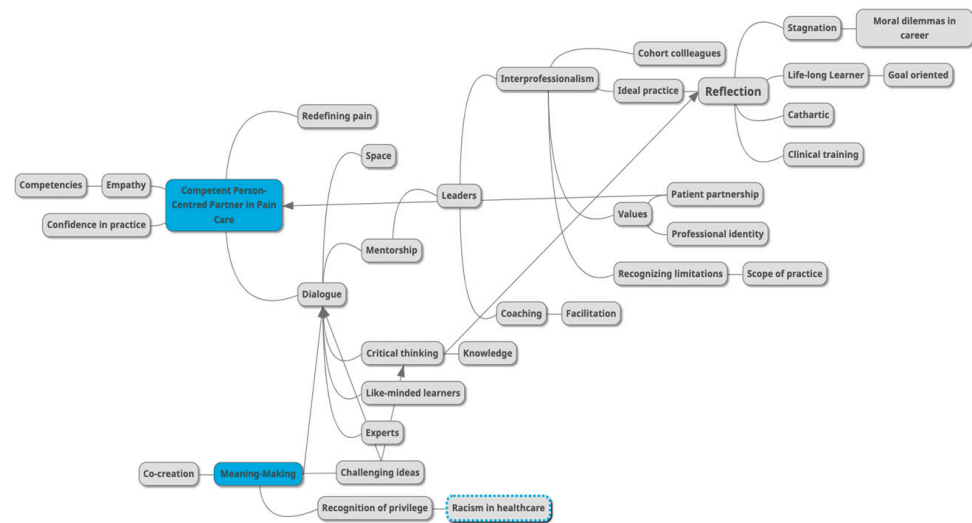 Moral dilemmas in
career
Stagnation
Cohort collleagues
Interprofessionalism
Life-long Learner
Goal oriented
Ideal practice
Reflection
Redefining pain
Cathartic
Space
Clinical training
Competencies
Empathy
Competent Person-
Centred Partner in Pain
Care
Leaders
Patient partnership
Confidence in practice
Values
Professional identity
Mentorship
Recognizing limitations
Scope of practice
Dialogue
Coaching
Facilitation
Critical thinking
Knowledge
Like-minded learners
Experts
Co-creation
Meaning-Making
Challenging ideas
Recognition of privilege
Racism in healthcare